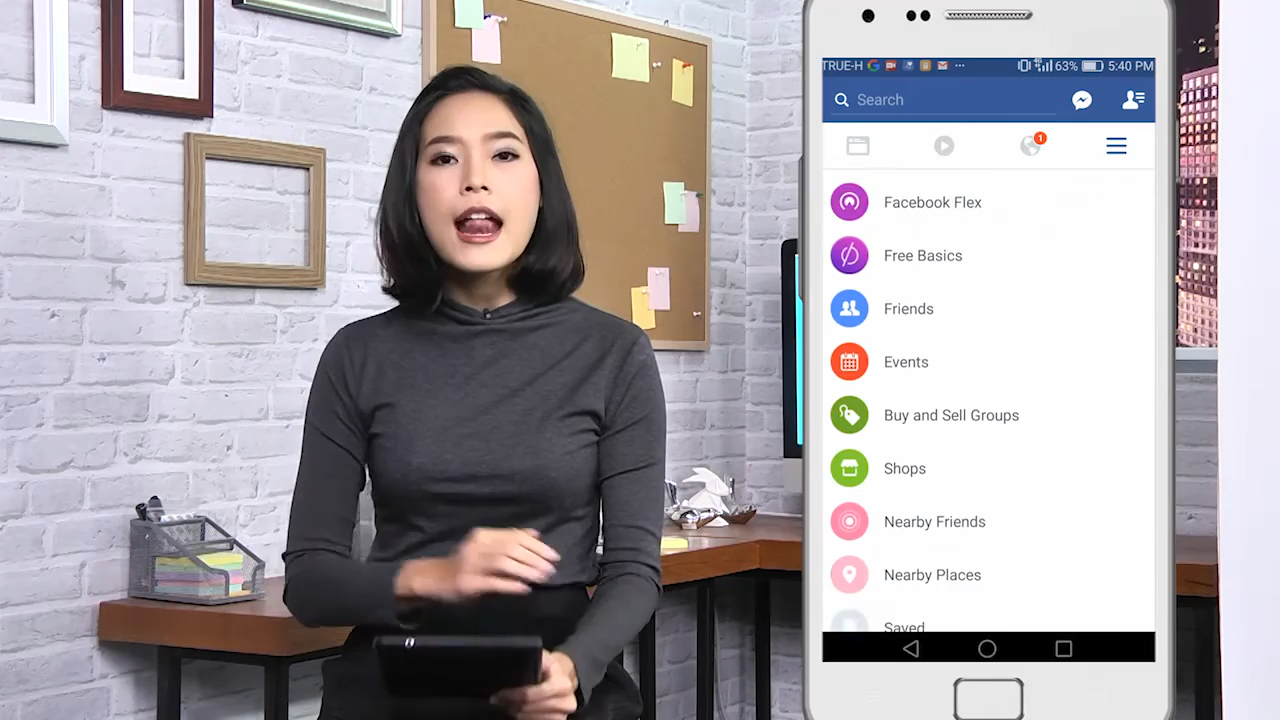 TRUE-H 63% 5:40 PM
Search
1
Facebook Flex
Free Basics
Friends
Events
Buy and Sell Groups
Shops
Nearby Friends
Nearby Places
Saved